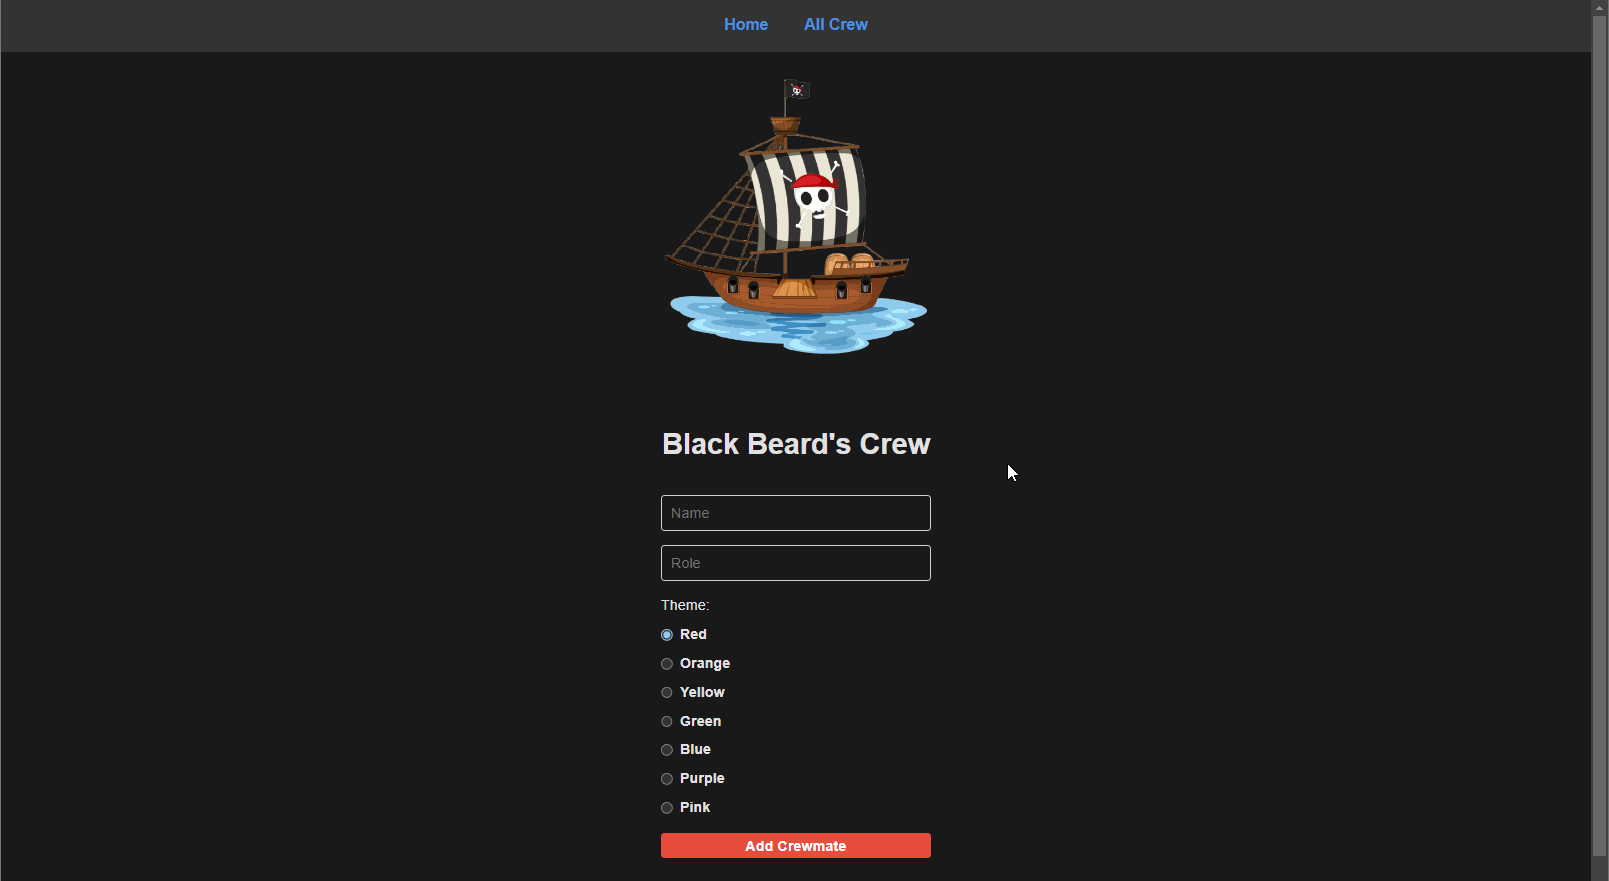 Home All Crew
Black Beard's Crew
Name
Role
Theme:
Red
Orange
Yellow
Green
Blue
Purple
Pink
Add Crewmate